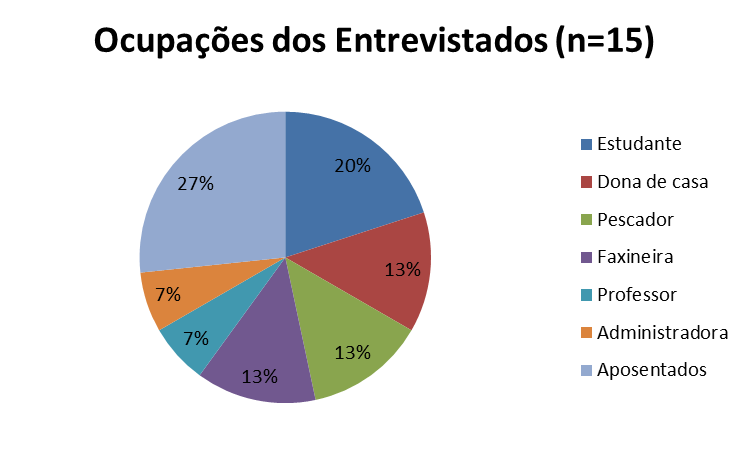 Ocupações dos Entrevistados (n=15)
20%
13%
13%
13%
7%
7%
27%
Estudante
Dona de casa
Pescador
Faxineira
Professor
Administradora
Aposentados